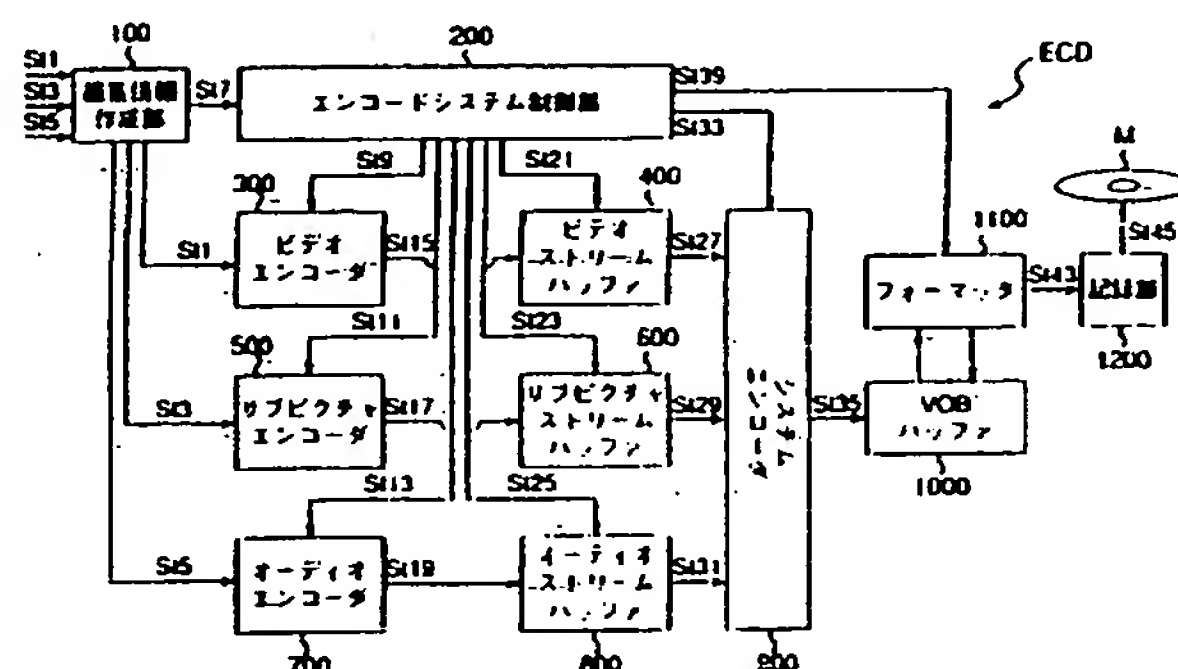 100
200
ECD
St1
St3
St5
編集情報
作成部
St7
エンコードシステム制御部
St39
St33
M
St9
St21
300
400
1100
St45
St1
ビデオ
エンコーダ
St15
ビデオ
ストリーム
バッファ
St27
フォーマッタ
St43
記録部
1200
St11
St23
500
600
St3
サブピクチャ
エンコーダ
St17
サブピクチャ
ストリーム
バッファ
St29
システム
エンコーダ
St35
VOB
バッファ
1000
St13
St25
St5
オーディオ
エンコーダ
St19
オーディオ
ストリーム
バッファ
St31
700
800
900